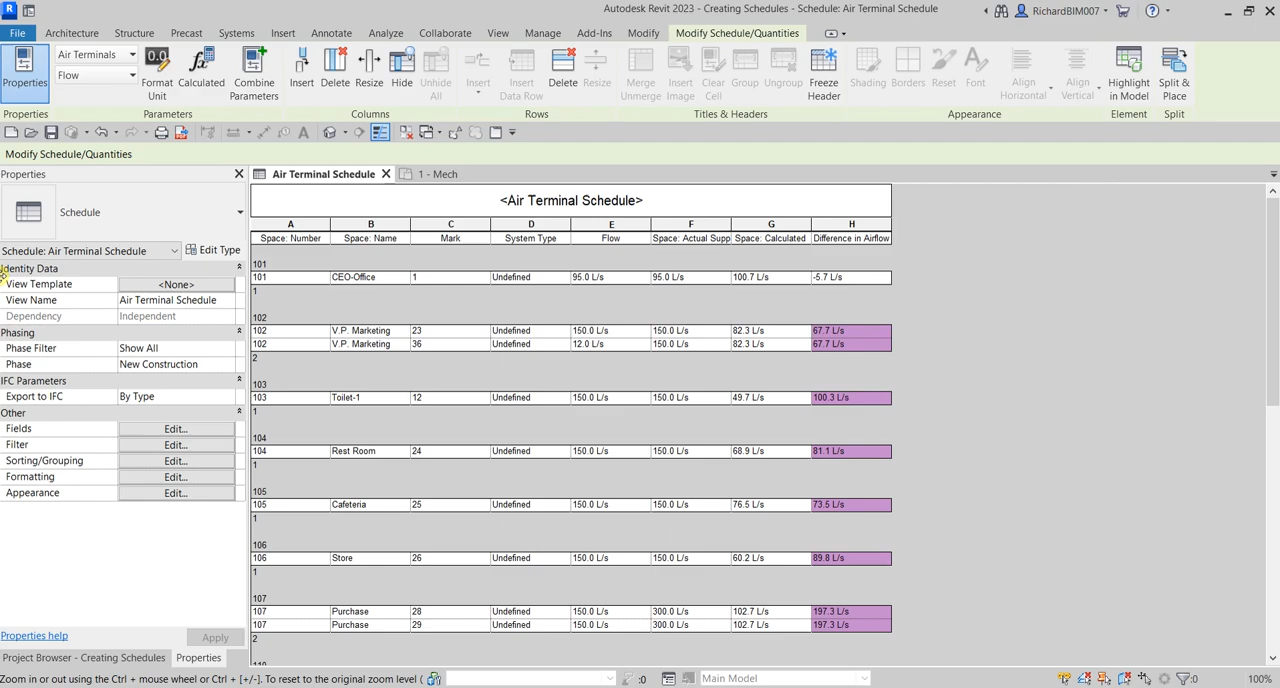 Autodesk Revit 2023 - Creating Schedules - Schedule: Air Terminal Schedule
RichardBIM007
File Architecture Structure Precast Systems Insert Annotate Analyze Collaborate View Manage Add-Ins Modify Modify Schedule/Quantities
Properties
Air Terminals
Flow
Format Unit
Calculated
Combine Parameters
Insert
Delete
Resize
Hide
Undude All
Insert
Insert Data Row
Delete
Resize
Merge Unmerge
Insert Image
Clear Cell
Group
Ungroup
Freeze Header
Shading
Borders
Reset
Font
Align Horizontal
Align Vertical
Highlight in Model
Split & Place
Properties Parameters Columns Rows Titles & Headers Appearance Element Split
Modify Schedule/Quantities
Properties
Air Terminal Schedule
1 - Mech
Schedule
Schedule: Air Terminal Schedule
Edit Type
Identity Data
View Template <None>
View Name Air Terminal Schedule
Dependency Independent
Phasing
Phase Filter Show All
Phase New Construction
IFC Parameters
Export to IFC By Type
Other
Fields Edit...
Filter Edit...
Sorting/Grouping Edit...
Formatting Edit...
Appearance Edit...
Properties help
Apply
Project Browser - Creating Schedules Properties
<Air Terminal Schedule>
A B C D E F G H
Space: Number Space: Name Mark System Type Flow Space: Actual Supp Space: Calculated Difference in Airflow
101
101 CEO-Office 1 Undefined 95.0 L/s 95.0 L/s 100.7 L/s -5.7 L/s
1
102
102 V.P. Marketing 23 Undefined 150.0 L/s 150.0 L/s 82.3 L/s 67.7 L/s
102 V.P. Marketing 36 Undefined 12.0 L/s 150.0 L/s 82.3 L/s 67.7 L/s
2
103
103 Toilet-1 12 Undefined 150.0 L/s 150.0 L/s 49.7 L/s 100.3 L/s
1
104
104 Rest Room 24 Undefined 150.0 L/s 150.0 L/s 68.9 L/s 81.1 L/s
1
105
105 Cafeteria 25 Undefined 150.0 L/s 150.0 L/s 76.5 L/s 73.5 L/s
1
106
106 Store 26 Undefined 150.0 L/s 150.0 L/s 60.2 L/s 89.8 L/s
1
107
107 Purchase 28 Undefined 150.0 L/s 300.0 L/s 102.7 L/s 197.3 L/s
107 Purchase 29 Undefined 150.0 L/s 300.0 L/s 102.7 L/s 197.3 L/s
2
Zoom in or out using the Ctrl + mouse wheel or Ctrl + [+/-]. To reset to the original zoom level (
:0
Main Model
:0
100%